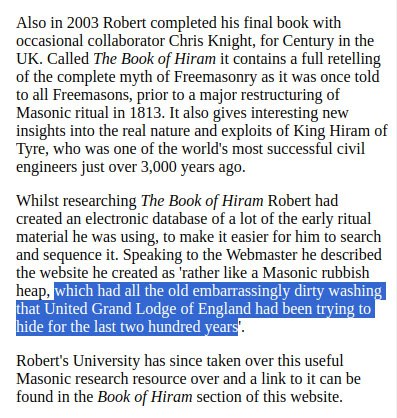 Also in 2003 Robert completed his final book with
occasional collaborator Chris Knight, for Century in the
UK. Called The Book of Hiram it contains a full retelling
of the complete myth of Freemasonry as it was once told
to all Freemasons, prior to a major restructuring of
Masonic ritual in 1813. It also gives interesting new
insights into the real nature and exploits of King Hiram of
Tyre, who was one of the world's most successful civil
engineers just over 3,000 years ago.

Whilst researching The Book of Hiram Robert had
created an electronic database of a lot of the early ritual
material he was using, to make it easier for him to search
and sequence it. Speaking to the Webmaster he described
the website he created as 'rather like a Masonic rubbish
heap, which had all the old embarrassingly dirty washing
that United Grand Lodge of England had been trying to
hide for the last two hundred years'.

Robert's University has since taken over this useful
Masonic research resource over and a link to it can be
found in the Book of Hiram section of this website.